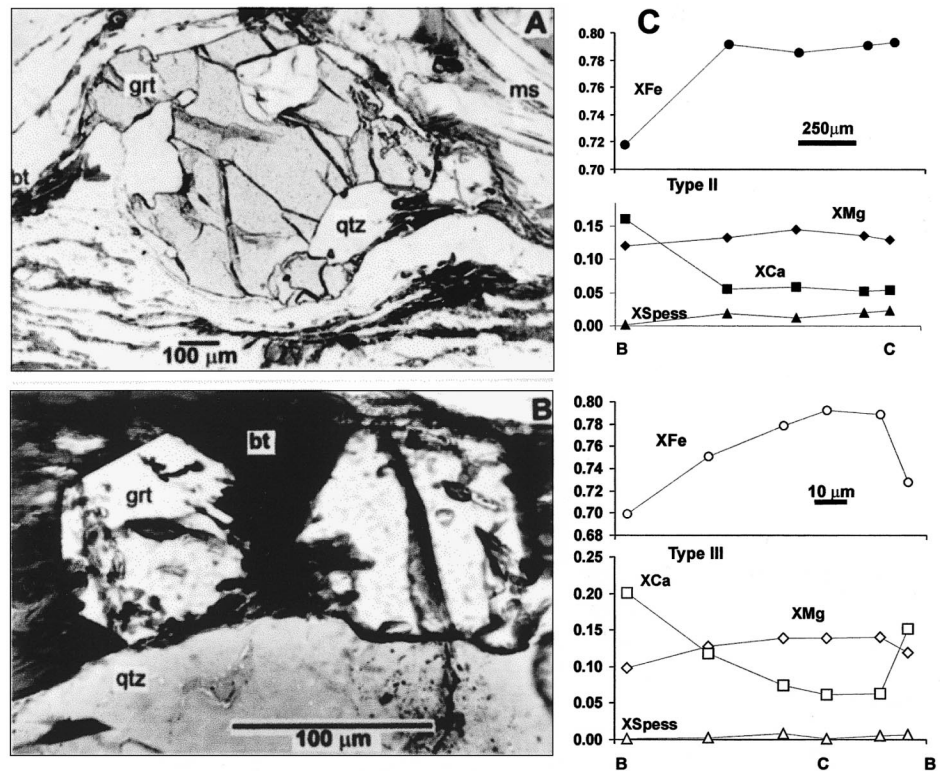 A
grt
ms
bt
qtz
100 μm
B
bt
grt
qtz
100 μm
C
0.80
XFe
0.78
0.76
0.74
250μm
0.72
0.70
Type II
0.15
XMg
0.10
XCa
0.05
XSpess
0.00
B C
0.80
XFe
0.78
0.76
0.74
0.72
10 μm
0.70
0.68
Type III
0.25
XCa
0.20
XMg
0.15
0.10
0.05
XSpess
0.00
B C B